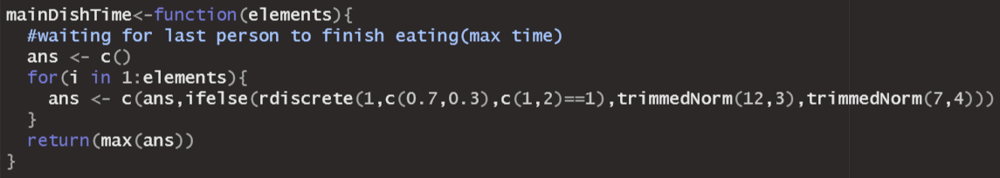 mainDishTime<-function(elements){
  #waiting for last person to finish eating(max time)
  ans <- c()
  for(i in 1:elements){
    ans <- c(ans,ifelse(rdiscrete(1,c(0.7,0.3),c(1,2)==1),trimmedNorm(12,3),trimmedNorm(7,4)))
  }
  return(max(ans))
}